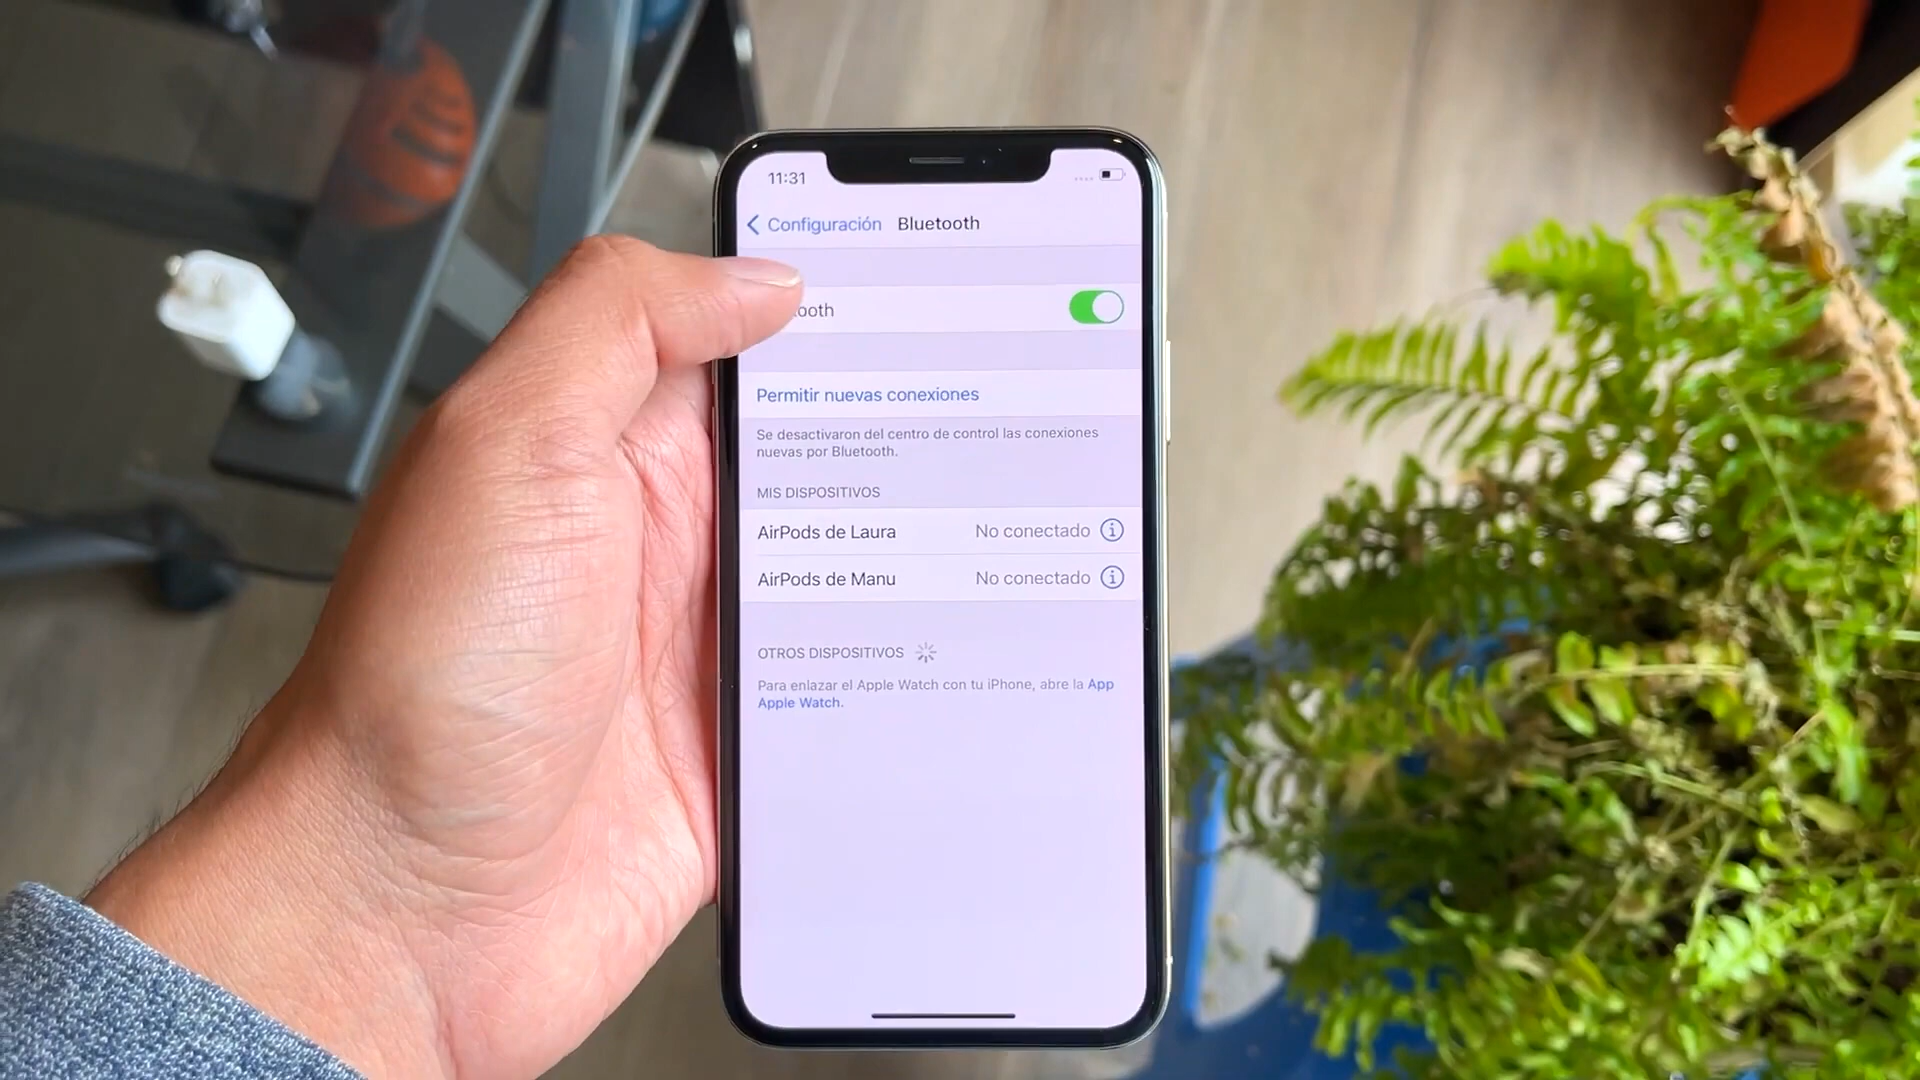 11:31
Configuración Bluetooth
tooth
Permitir nuevas conexiones
Se desactivaron del centro de control las conexiones
nuevas por Bluetooth.
MIS DISPOSITIVOS
AirPods de Laura No conectado
AirPods de Manu No conectado
OTROS DISPOSITIVOS
Para enlazar el Apple Watch con tu iPhone, abre la App
Apple Watch.